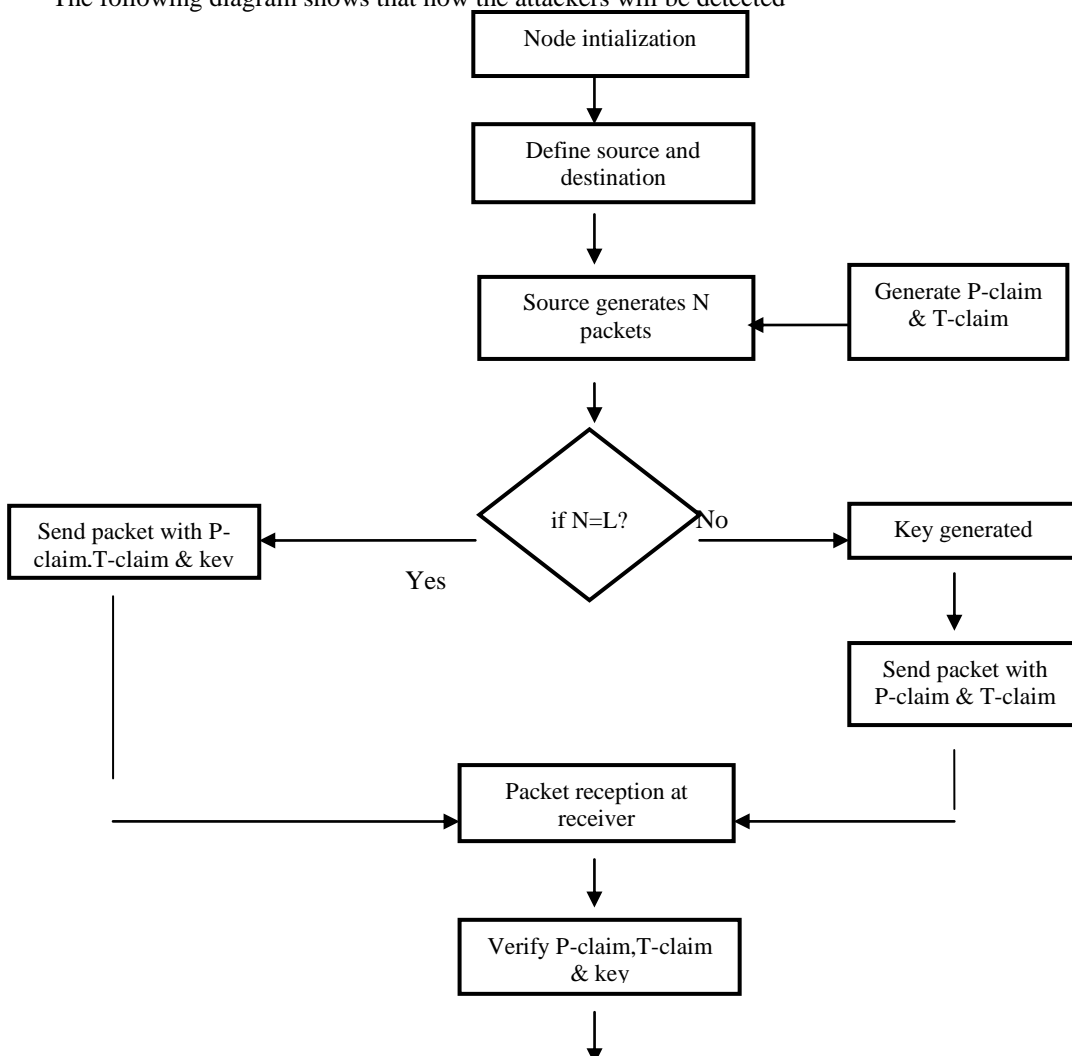 The following diagram shows that how the attackers will be detected
Node intialization
Define source and
destination
Source generates N
packets
Generate P-claim
& T-claim
if N=L?
No
Yes
Send packet with P-
claim,T-claim & key
Key generated
Send packet with
P-claim & T-claim
Packet reception at
receiver
Verify P-claim,T-claim
& key